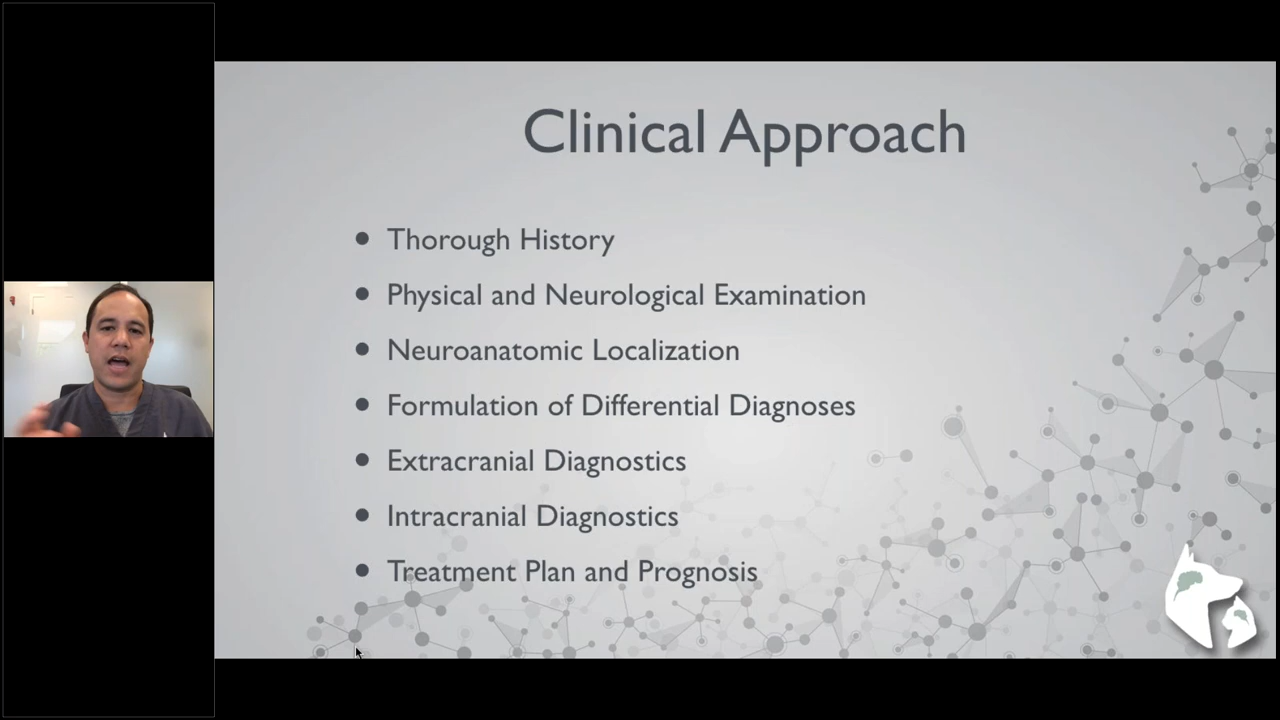 Clinical Approach
Thorough History
Physical and Neurological Examination
Neuroanatomic Localization
Formulation of Differential Diagnoses
Extracranial Diagnostics
Intracranial Diagnostics
Treatment Plan and Prognosis